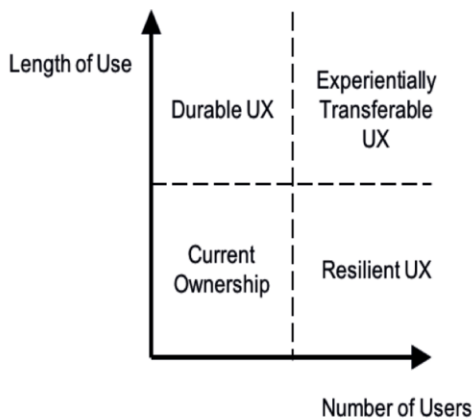 Length of Use
Durable UX
Experientially
Transferable
UX
Current
Ownership
Resilient UX
Number of Users